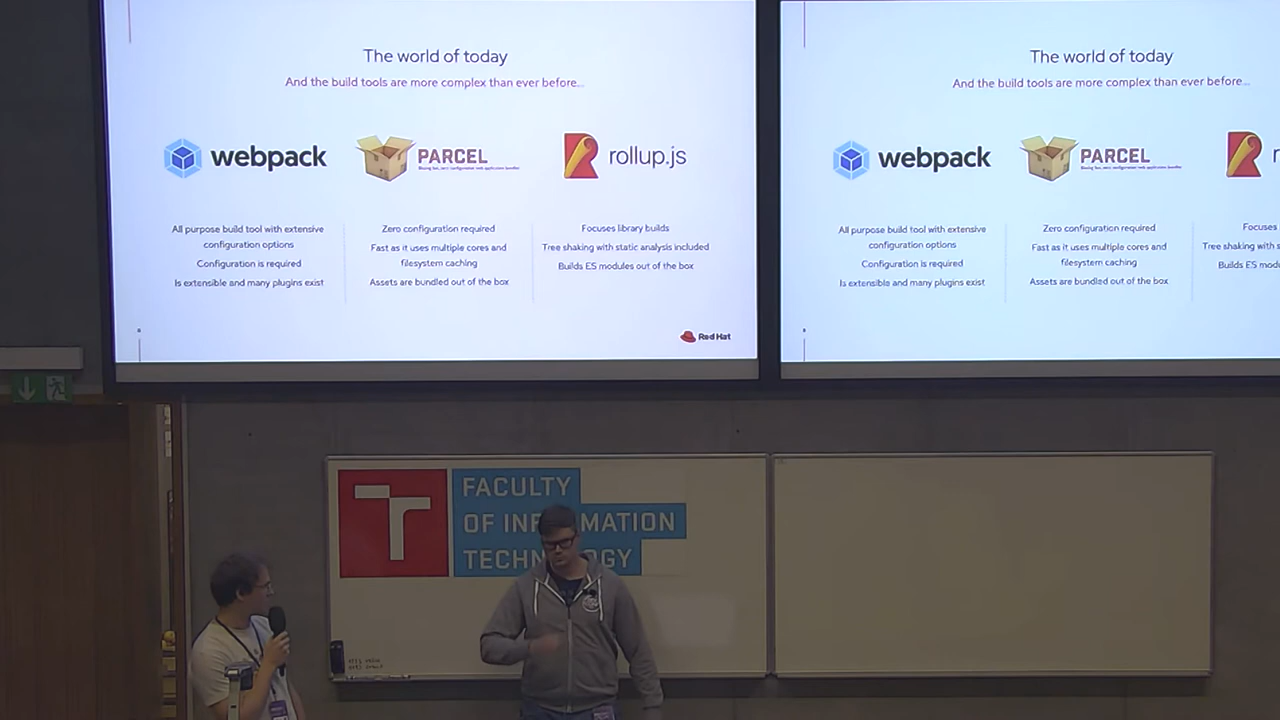 The world of today
And the build tools are more complex than ever before...
webpack
PARCEL
rollup.js
All purpose build tool with extensive
configuration options
Configuration is required
Is extensible and many plugins exist
Zero configuration required
Fast as it uses multiple cores and
filesystem caching
Assets are bundled out of the box
Focuses library builds
Tree shaking with static analysis included
Builds ES modules out of the box
Red Hat
The world of today
And the build tools are more complex than ever before...
webpack
PARCEL
All purpose build tool with extensive
configuration options
Configuration is required
Is extensible and many plugins exist
Zero configuration required
Fast as it uses multiple cores and
filesystem caching
Assets are bundled out of the box
Focuses
Tree shaking with
Builds ES
FACULTY
OF INFORMATION
TECHNOLOGY